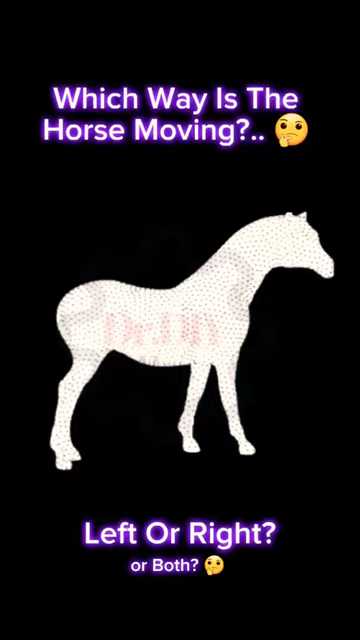 Which Way Is The
Horse Moving?.. 🤔
Left Or Right?
or Both? 🤔